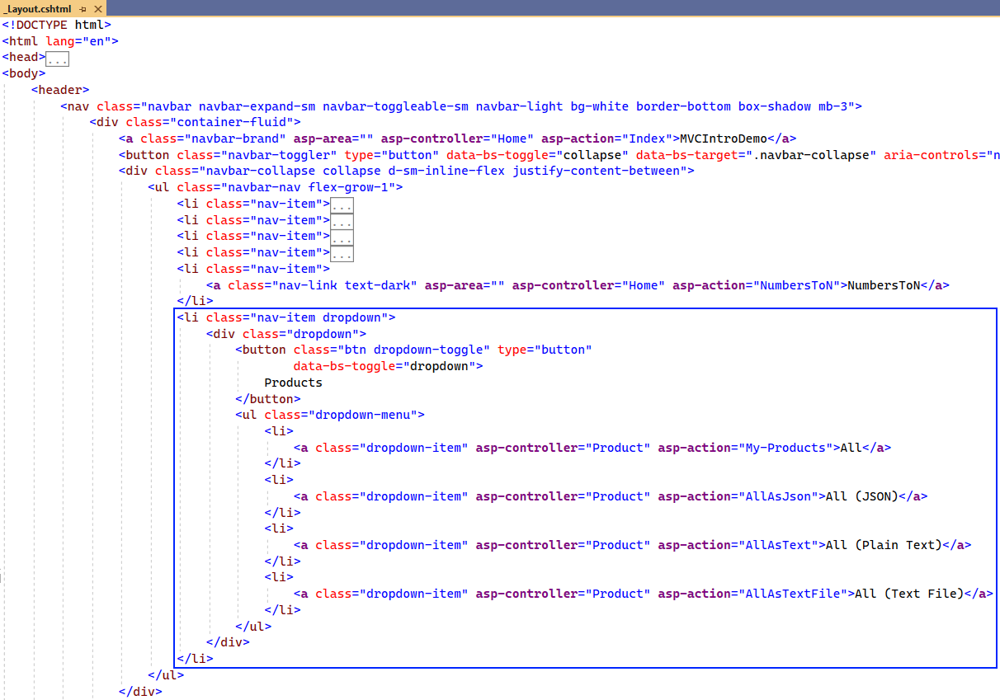 _Layout.cshtml
<!DOCTYPE html>
<html lang="en">
<head>...
<body>
<header>
<nav class="navbar navbar-expand-sm navbar-toggleable-sm navbar-light bg-white border-bottom box-shadow mb-3">
<div class="container-fluid">
<a class="navbar-brand" asp-area="" asp-controller="Home" asp-action="Index">MVCIntroDemo</a>
<button class="navbar-toggler" type="button" data-bs-toggle="collapse" data-bs-target=".navbar-collapse" aria-controls="n
<div class="navbar-collapse collapse d-sm-inline-flex justify-content-between">
<ul class="navbar-nav flex-grow-1">
<li class="nav-item">...
<li class="nav-item">...
<li class="nav-item">...
<li class="nav-item">...
<li class="nav-item">
<a class="nav-link text-dark" asp-area="" asp-controller="Home" asp-action="NumbersToN">NumbersToN</a>
</li>
<li class="nav-item dropdown">
<div class="dropdown">
<button class="btn dropdown-toggle" type="button"
data-bs-toggle="dropdown">
Products
</button>
<ul class="dropdown-menu">
<li>
<a class="dropdown-item" asp-controller="Product" asp-action="My-Products">All</a>
</li>
<li>
<a class="dropdown-item" asp-controller="Product" asp-action="AllAsJson">All (JSON)</a>
</li>
<li>
<a class="dropdown-item" asp-controller="Product" asp-action="AllAsText">All (Plain Text)</a>
</li>
<li>
<a class="dropdown-item" asp-controller="Product" asp-action="AllAsTextFile">All (Text File)</a>
</li>
</ul>
</div>
</li>
</ul>
</div>